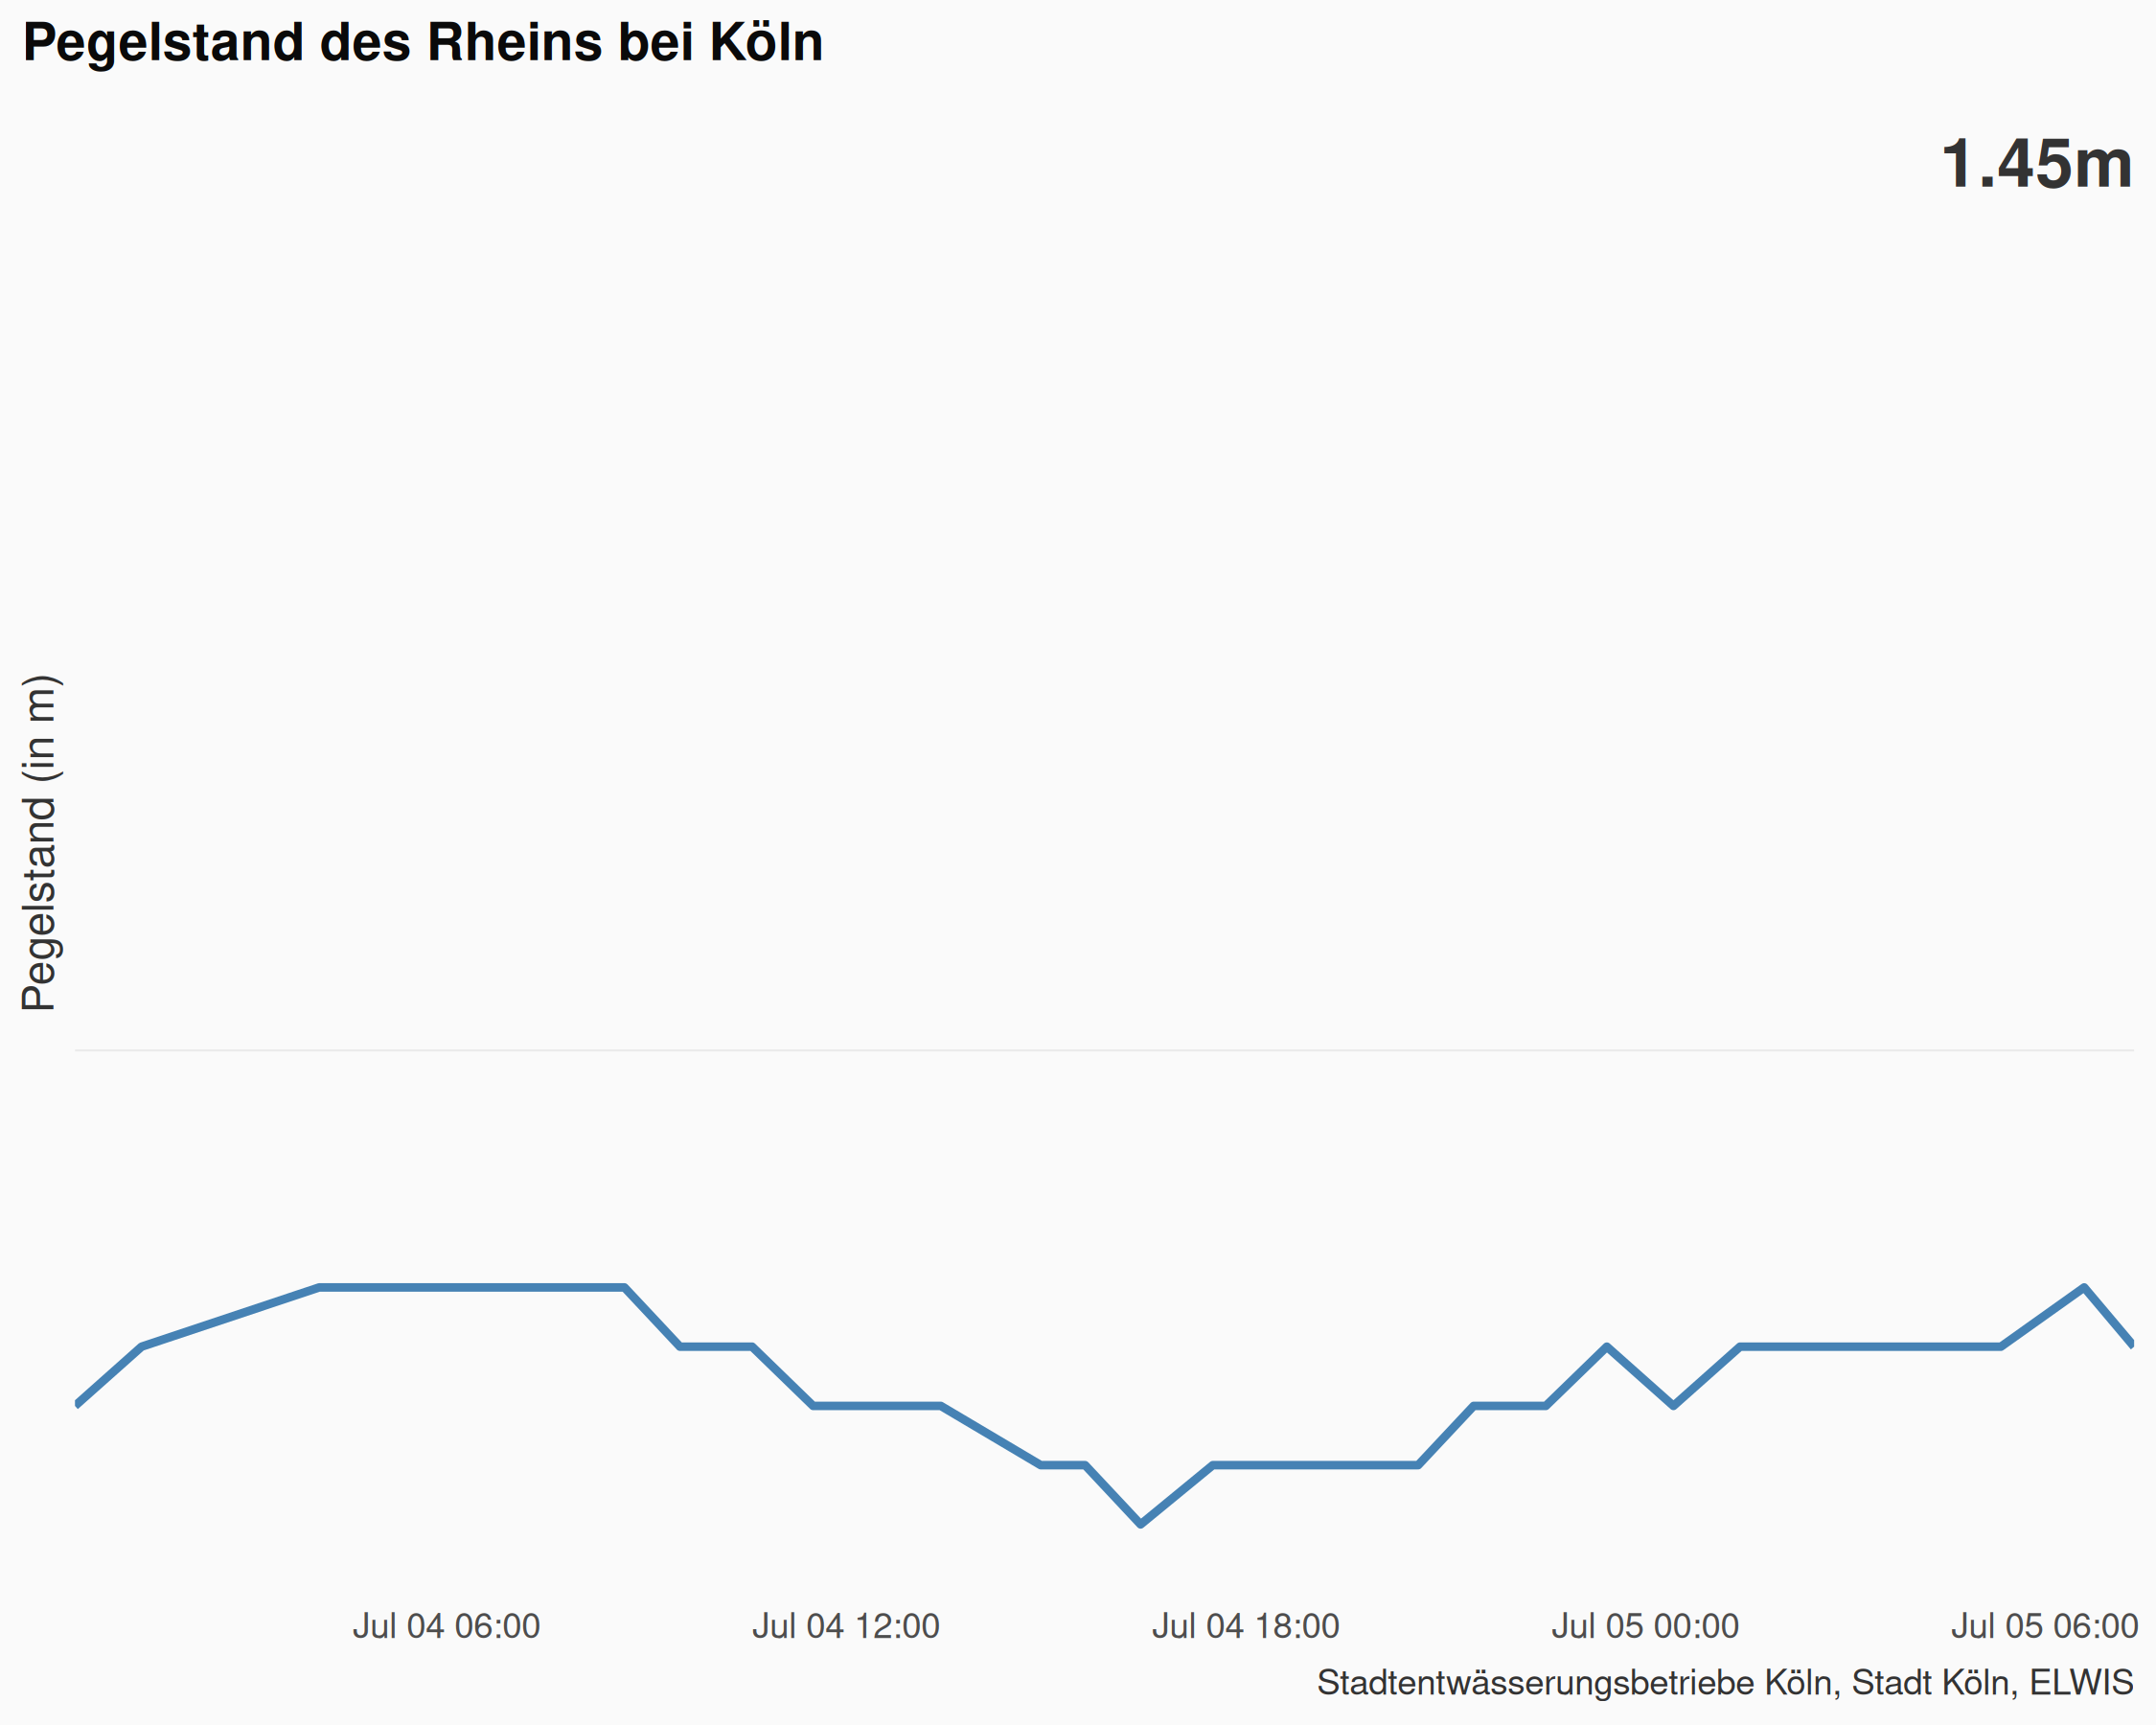 Pegelstand des Rheins bei Köln
1.45m
Pegelstand (in m)
Jul 04 06:00
Jul 04 12:00
Jul 04 18:00
Jul 05 00:00
Jul 05 06:00
Stadtentwässerungsbetriebe Köln, Stadt Köln, ELWIS